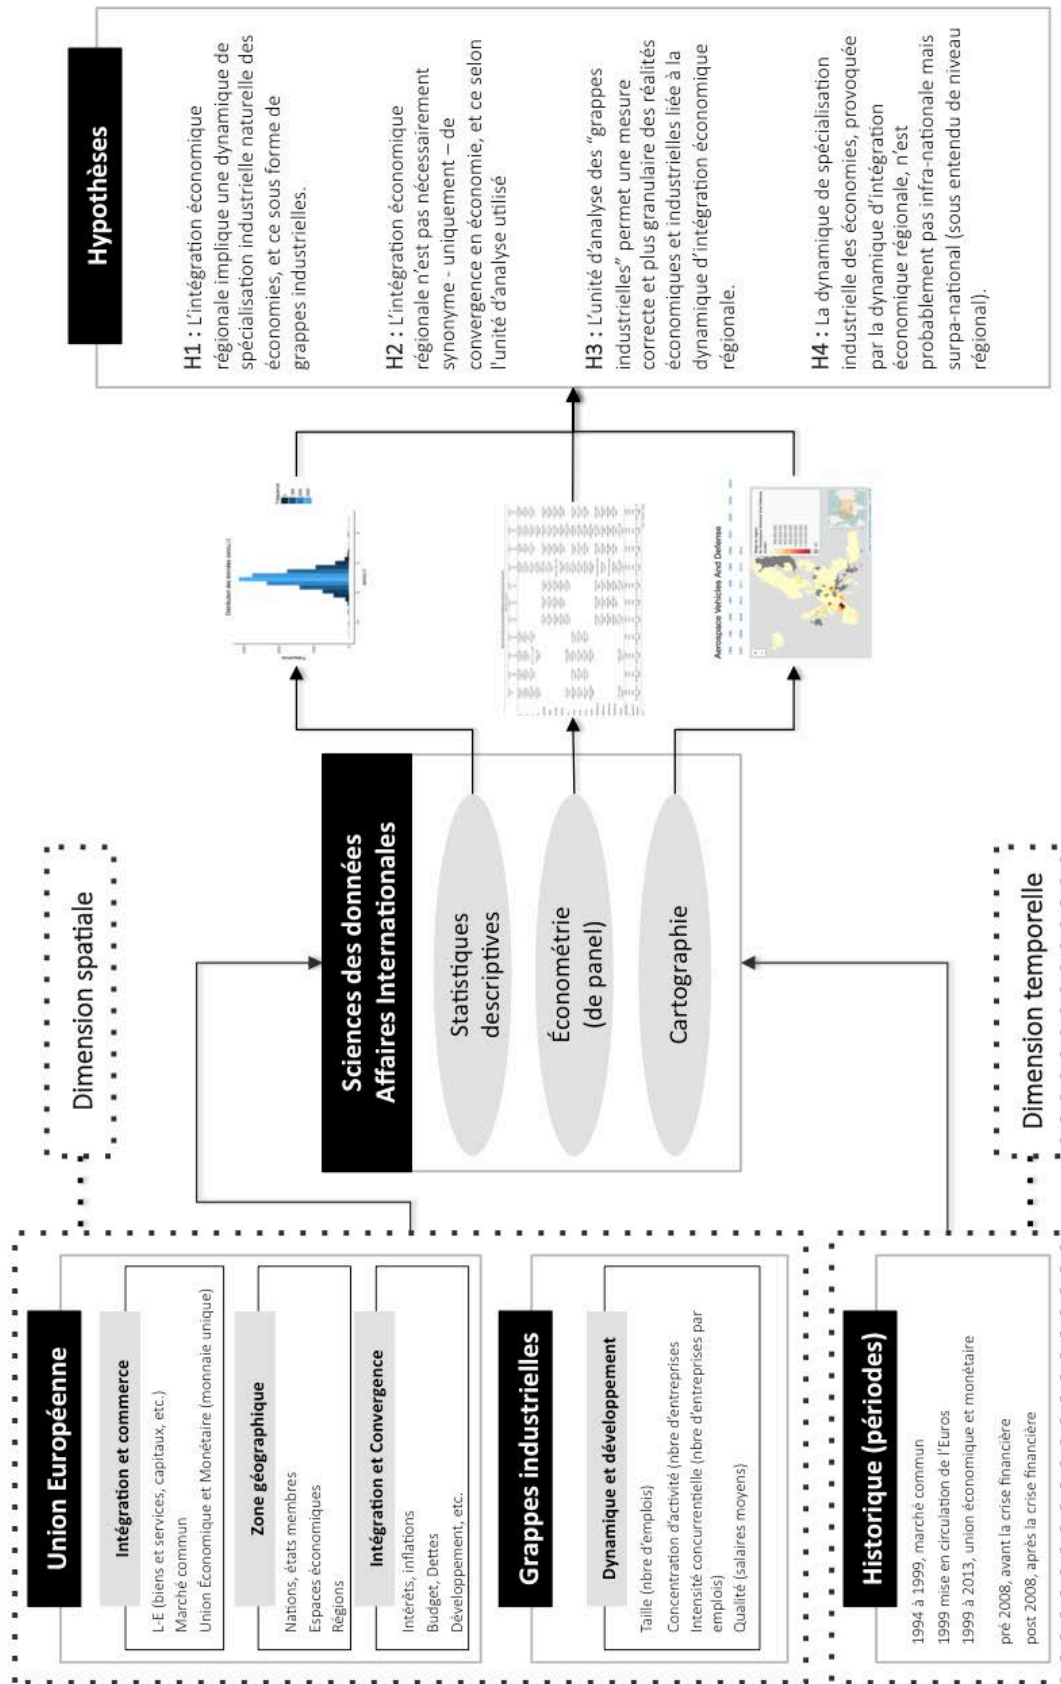 Union Européenne
Intégration et commerce
L-E (biens et services, capitaux, etc.)
Marché commun
Union Économique et Monétaire (monnaie unique)
Zone géographique
Nations, états membres
Espaces économiques
Régions
Intégration et Convergence
Intérêts, inflations
Budget, Dettes
Développement, etc.
Grappes industrielles
Dynamique et développement
Taille (nbre d'emplois)
Concentration d'activité (nbre d'entreprises
Intensité concurrentielle (nbre d'entreprises par
emplois)
Qualité (salaires moyens)
Historique (périodes)
1994 à 1999, marché commun
1999 mise en circulation de l'Euros
1999 à 2013, union économique et monétaire
pré 2008, avant la crise financière
post 2008, après la crise financière
Dimension spatiale
Sciences des données
Affaires Internationales
Statistiques
descriptives
Économétrie
(de panel)
Cartographie
Dimension temporelle
Aerospace Vehicles And Defense
Hypothèses
H1 : L'intégration économique
régionale implique une dynamique de
spécialisation industrielle naturelle des
économies, et ce sous forme de
grappes industrielles.
H2 : L'intégration économique
régionale n'est pas nécessairement
synonyme - uniquement – de
convergence en économie, et ce selon
l'unité d'analyse utilisé
H3 : L'unité d'analyse des "grappes
industrielles" permet une mesure
correcte et plus granulaire des réalités
économiques et industrielles liée à la
dynamique d'intégration économique
régionale.
H4 : La dynamique de spécialisation
industrielle des économies, provoquée
par la dynamique d'intégration
économique régionale, n'est
probablement pas infra-nationale mais
surpa-national (sous entendu de niveau
régional).